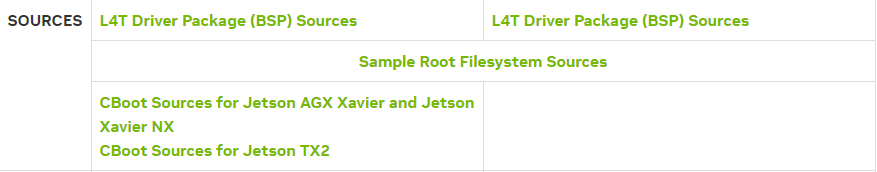 SOURCES
L4T Driver Package (BSP) Sources
L4T Driver Package (BSP) Sources
Sample Root Filesystem Sources
CBoot Sources for Jetson AGX Xavier and Jetson
Xavier NX
CBoot Sources for Jetson TX2